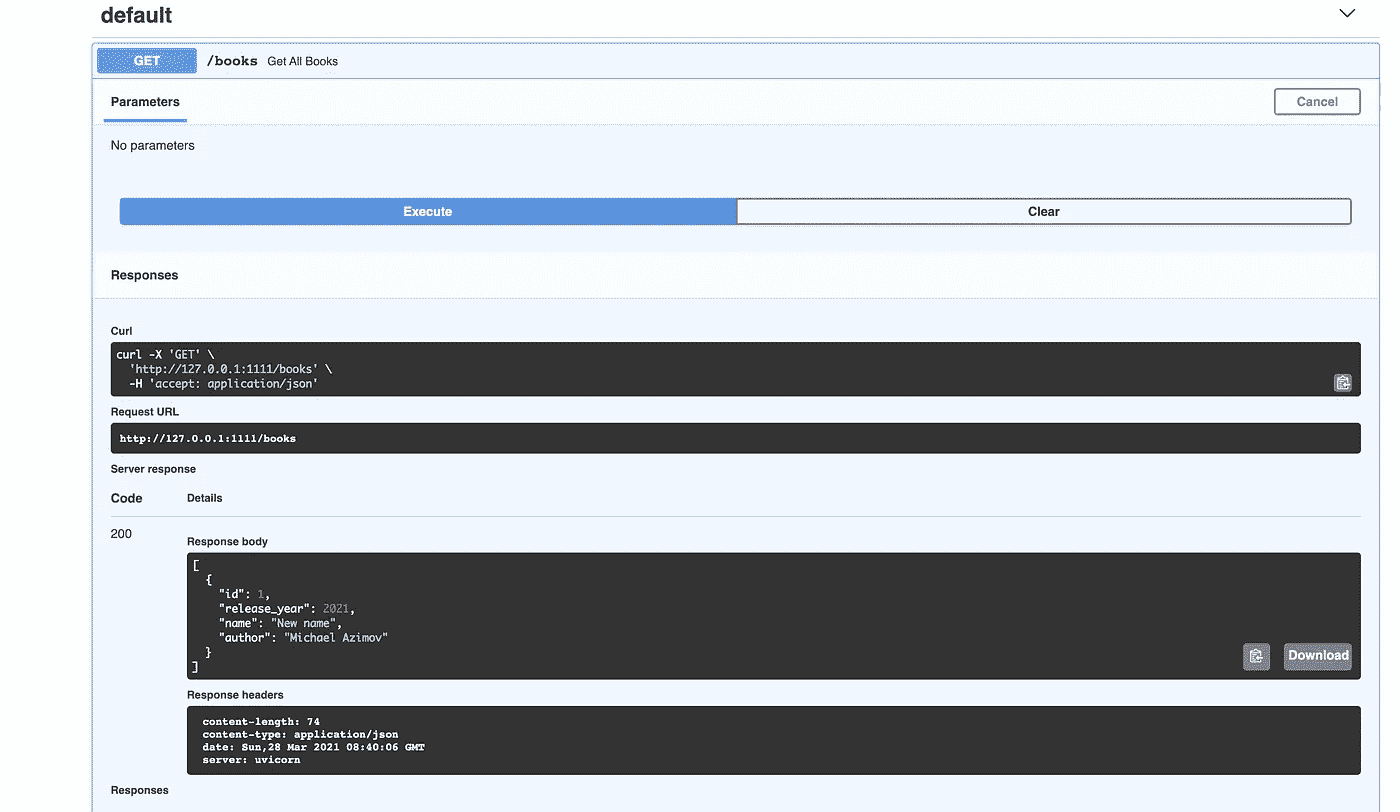 default
GET /books Get All Books
Parameters
Cancel
No parameters
Execute
Clear
Responses
Curl
curl -X 'GET' \
'http://127.0.0.1:1111/books' \
-H 'accept: application/json'
Request URL
http://127.0.0.1:1111/books
Server response
Code Details
200
Response body
[
{
"id": 1,
"release_year": 2021,
"name": "New name",
"author": "Michael Azimov"
}
]
Download
Response headers
content-length: 74
content-type: application/json
date: Sun,28 Mar 2021 08:40:06 GMT
server: uvicorn
Responses